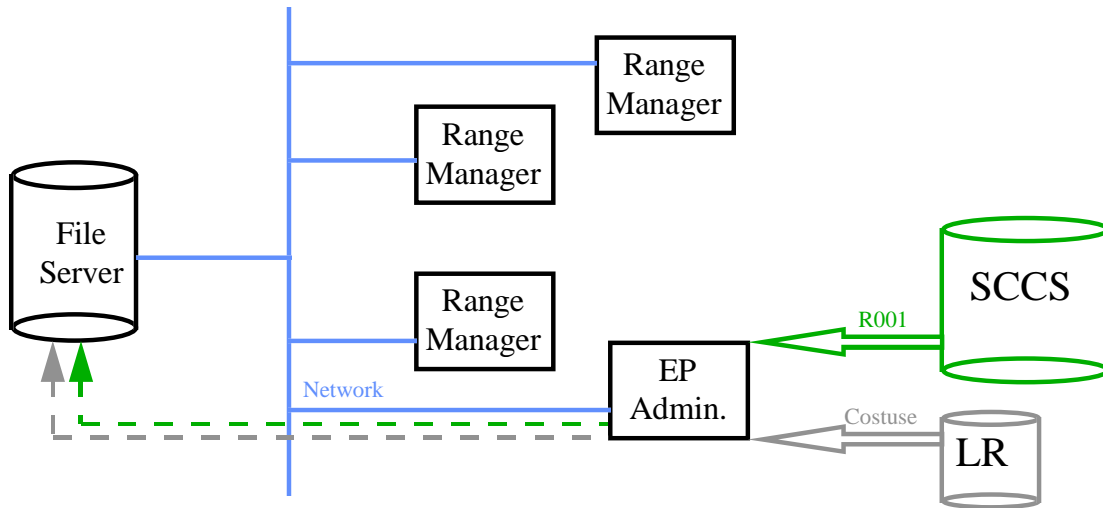 Range
Manager
Range
Manager
File
Server
SCCS
Range
Manager
R001
Network
EP
Admin.
Costuse
LR